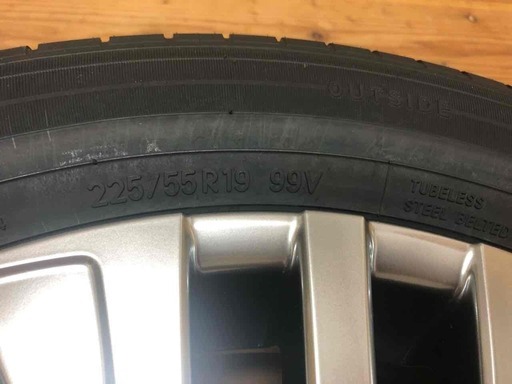 OUTSIDE
225/55R19 99V
TUBELESS
STEEL BELTED